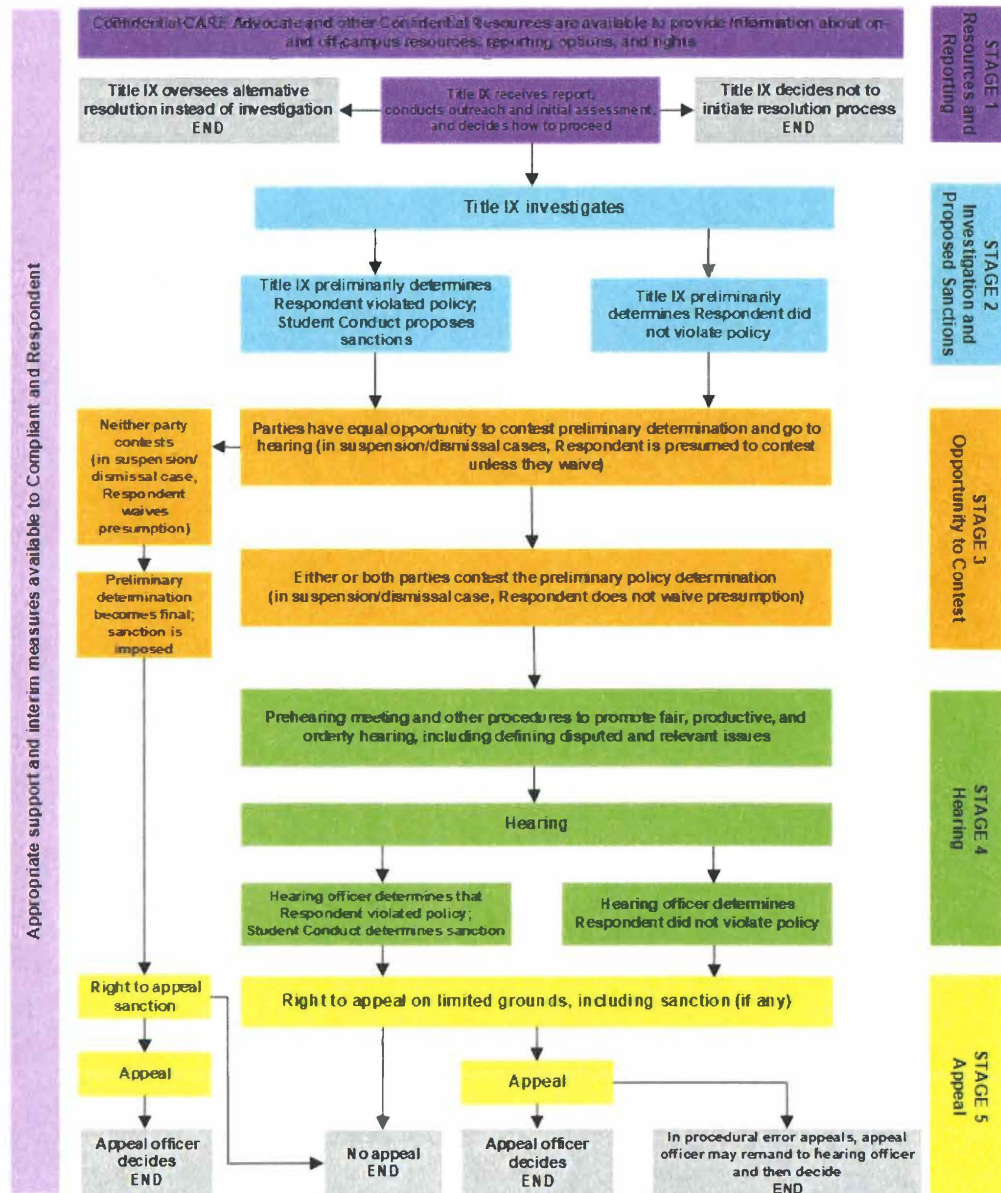 Confidential CARE Advocate and other Confidential Resources are available to provide information about on-
and off-campus resources, reporting options, and rights
Title IX oversees alternative
resolution instead of investigation
END
Title IX receives report,
conducts outreach and initial assessment,
and decides how to proceed
Title IX decides not to
initiate resolution process
END
STAGE 1
Resources and
Reporting
Title IX investigates
Title IX preliminarily determines
Respondent violated policy;
Student Conduct proposes
sanctions
Title IX preliminarily
determines Respondent did
not violate policy
STAGE 2
Investigation and
Proposed Sanctions
Neither party
contests
(in suspension/
dismissal case,
Respondent
waives
presumption)
Parties have equal opportunity to contest preliminary determination and go to
hearing (in suspension/dismissal cases, Respondent is presumed to contest
unless they waive)
Preliminary
determination
becomes final;
sanction is
imposed
Either or both parties contest the preliminary policy determination
(in suspension/dismissal case, Respondent does not waive presumption)
STAGE 3
Opportunity to Contest
Prehearing meeting and other procedures to promote fair, productive, and
orderly hearing, including defining disputed and relevant issues
Hearing
Hearing officer determines that
Respondent violated policy;
Student Conduct determines sanction
Hearing officer determines
Respondent did not violate policy
STAGE 4
Hearing
Right to appeal
sanction
Right to appeal on limited grounds, including sanction (if any)
Appeal
Appeal
Appeal officer
decides
END
No appeal
END
Appeal officer
decides
END
In procedural error appeals, appeal
officer may remand to hearing officer
and then decide
END
STAGE 5
Appeal
Appropriate support and interim measures available to Compliant and Respondent